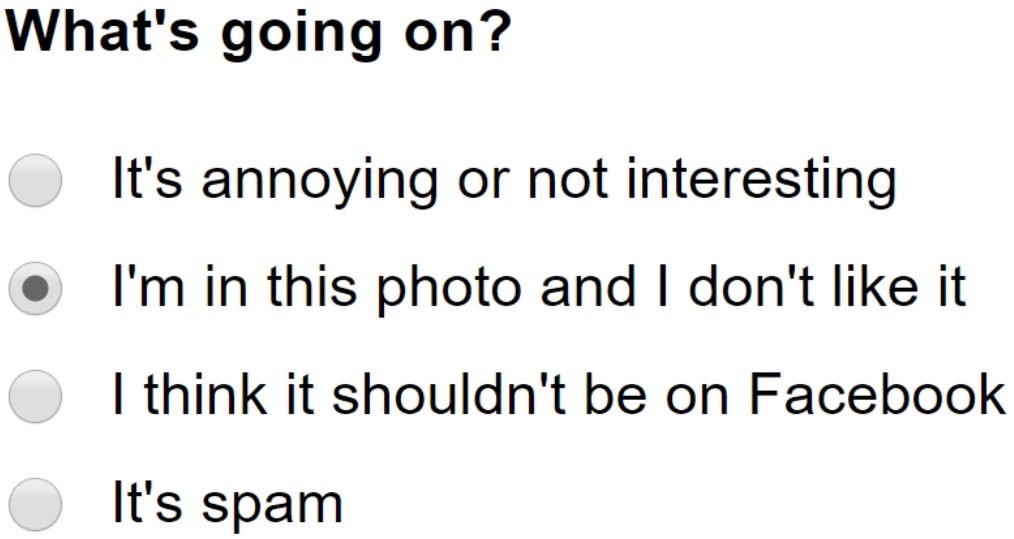 What's going on?
It's annoying or not interesting
I'm in this photo and I don't like it
I think it shouldn't be on Facebook
It's spam